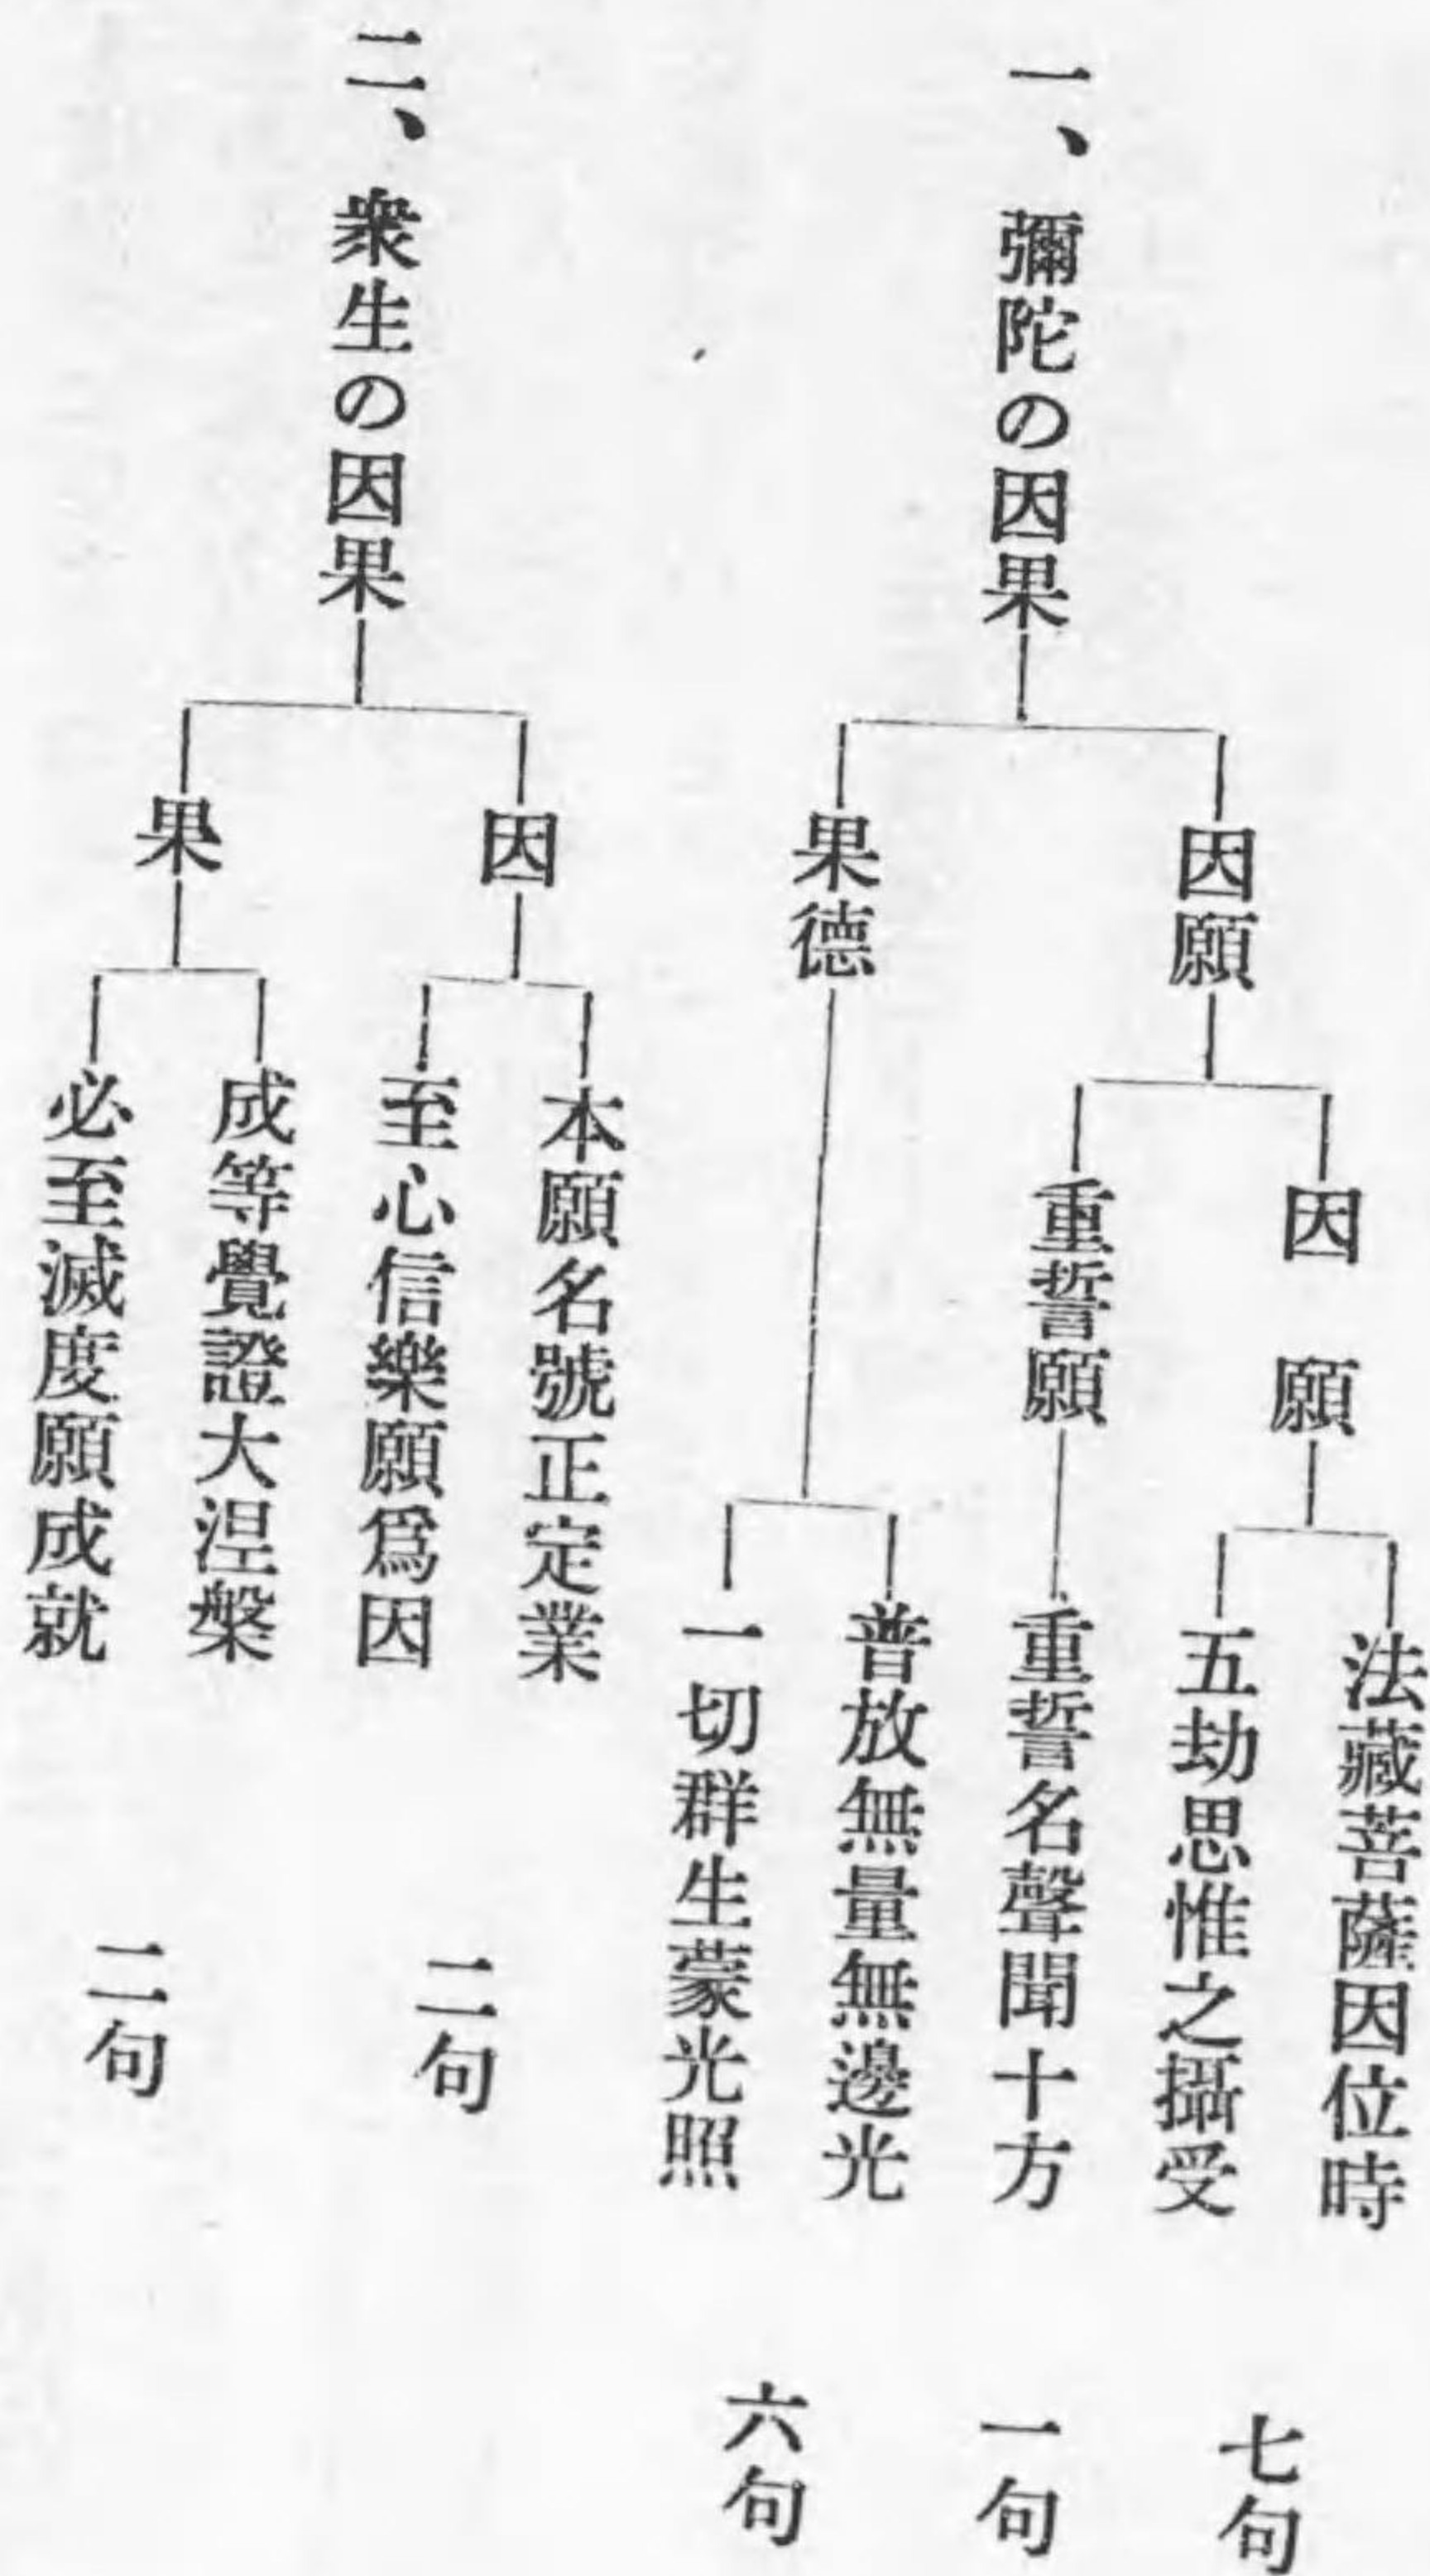 一、彌陀の因果
因願
因願
法藏菩薩因位時
五劫思惟之攝受
七句
重誓願
重誓名聲聞十方
一句
果德
普放無量無邊光
一切群生蒙光照
六句
二、衆生の因果
因
本願名號正定業
至心信樂願爲因
二句
果
成等覺證大涅槃
必至滅度願成就
二句